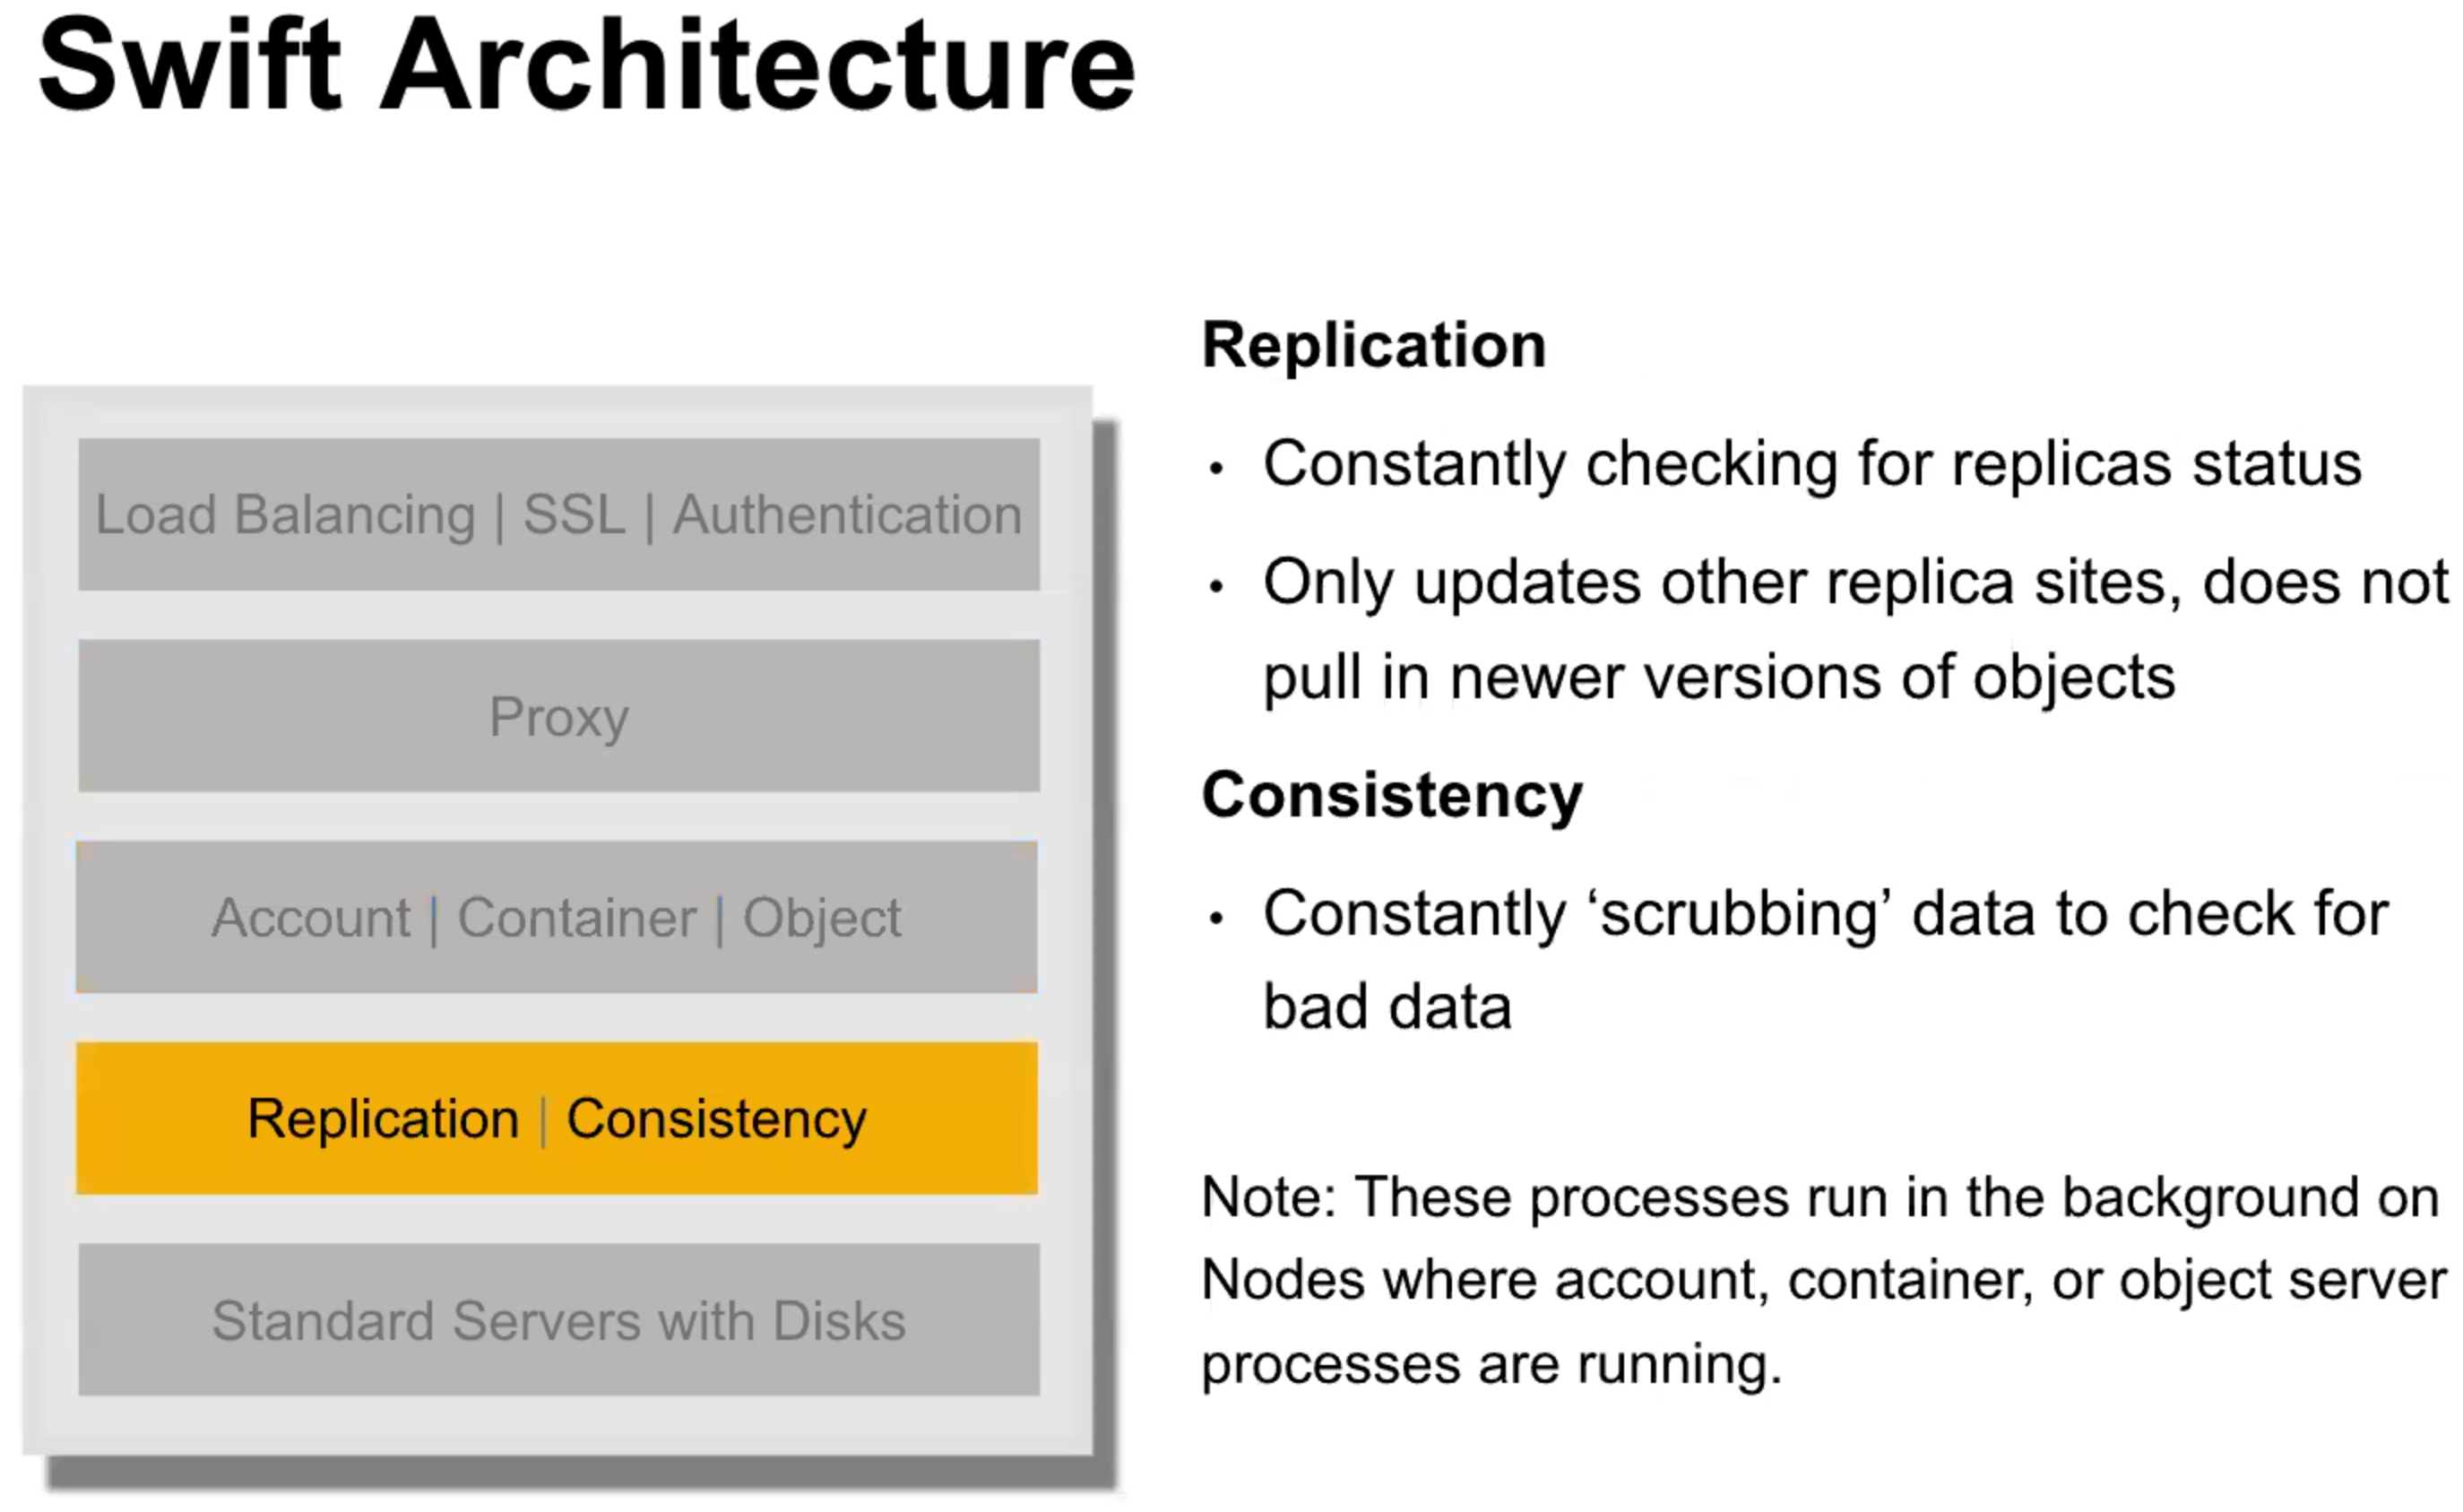 Swift Architecture
Load Balancing | SSL | Authentication
Proxy
Account | Container | Object
Replication | Consistency
Standard Servers with Disks
Replication
• Constantly checking for replicas status
• Only updates other replica sites, does not
pull in newer versions of objects
Consistency
• Constantly ‘scrubbing’ data to check for
bad data
Note: These processes run in the background on
Nodes where account, container, or object server
processes are running.